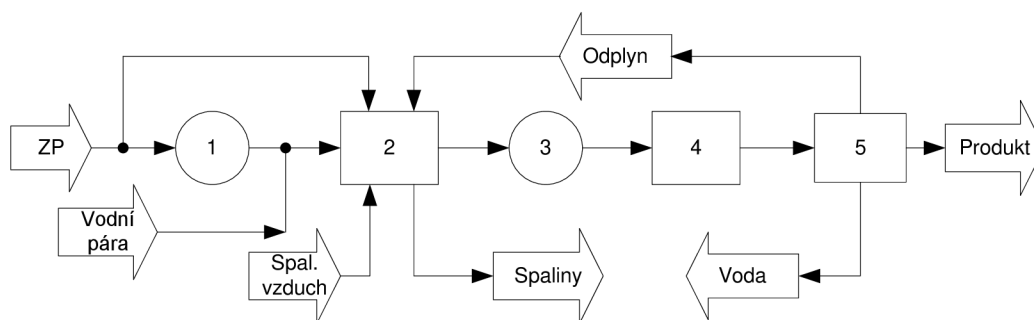 Odplyn
ZP
1
2
3
4
5
Produkt
Vodní
pára
Spal.
vzduch
Spaliny
Voda